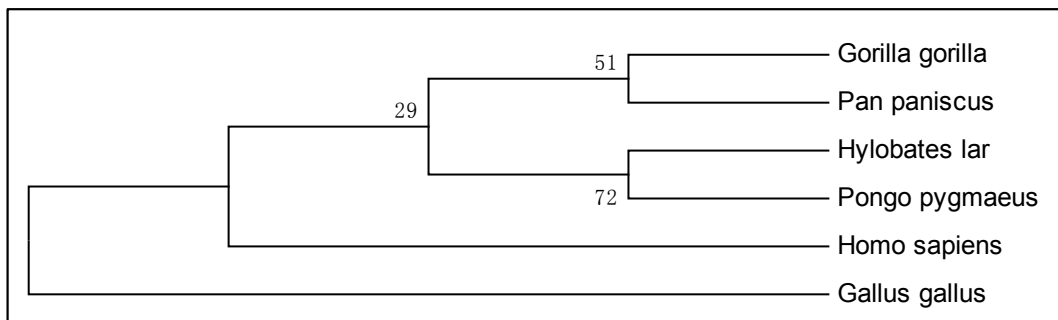 Gorilla gorilla
51
Pan paniscus
29
Hylobates lar
72
Pongo pygmaeus
Homo sapiens
Gallus gallus